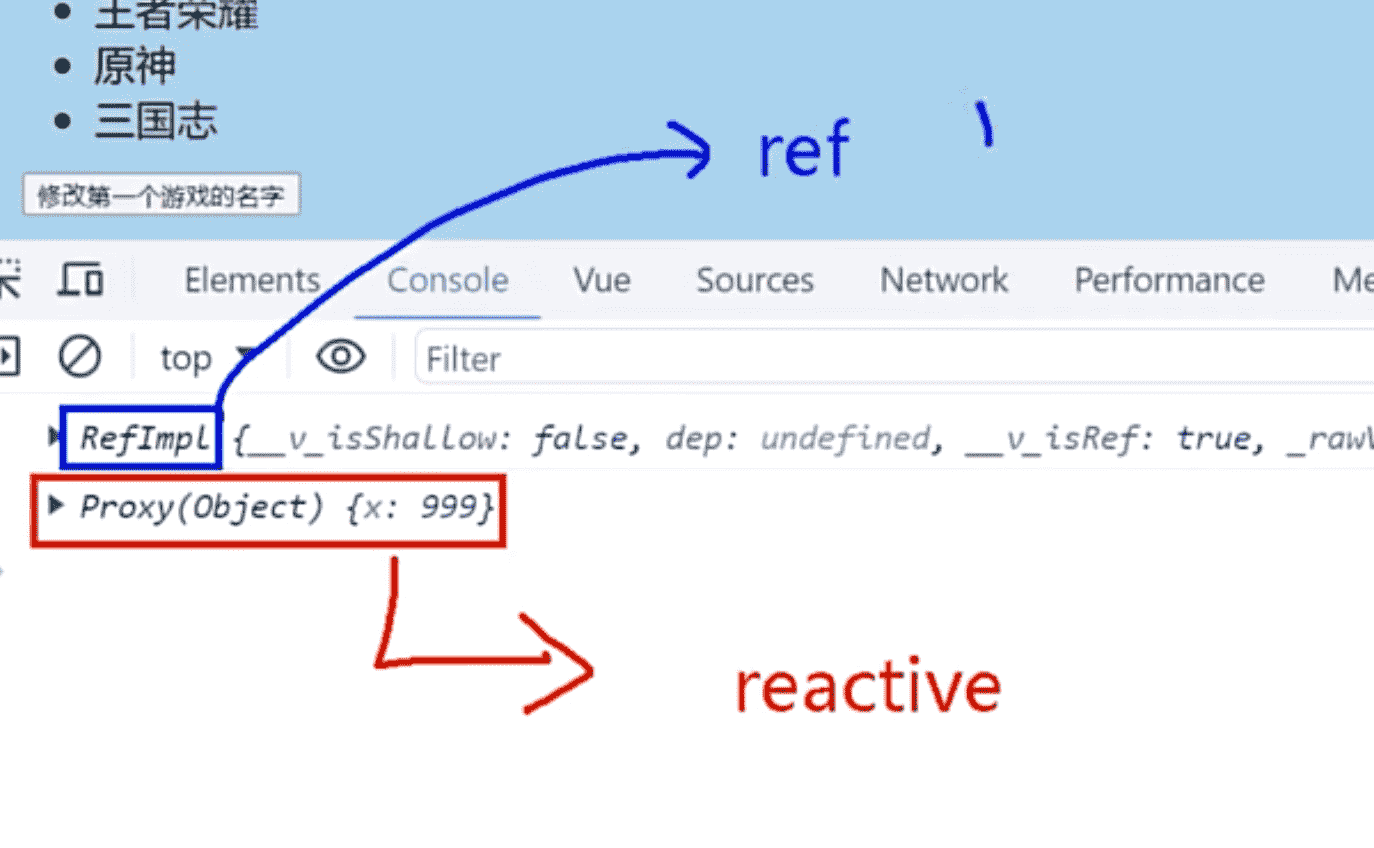 王者荣耀
原神
三国志
ref
修改第一个游戏的名字
Elements Console Vue Sources Network Performance Me
top Filter
RefImpl {__v_isShallow: false, dep: undefined, __v_isRef: true, _rawV
Proxy(Object) {x: 999}
reactive